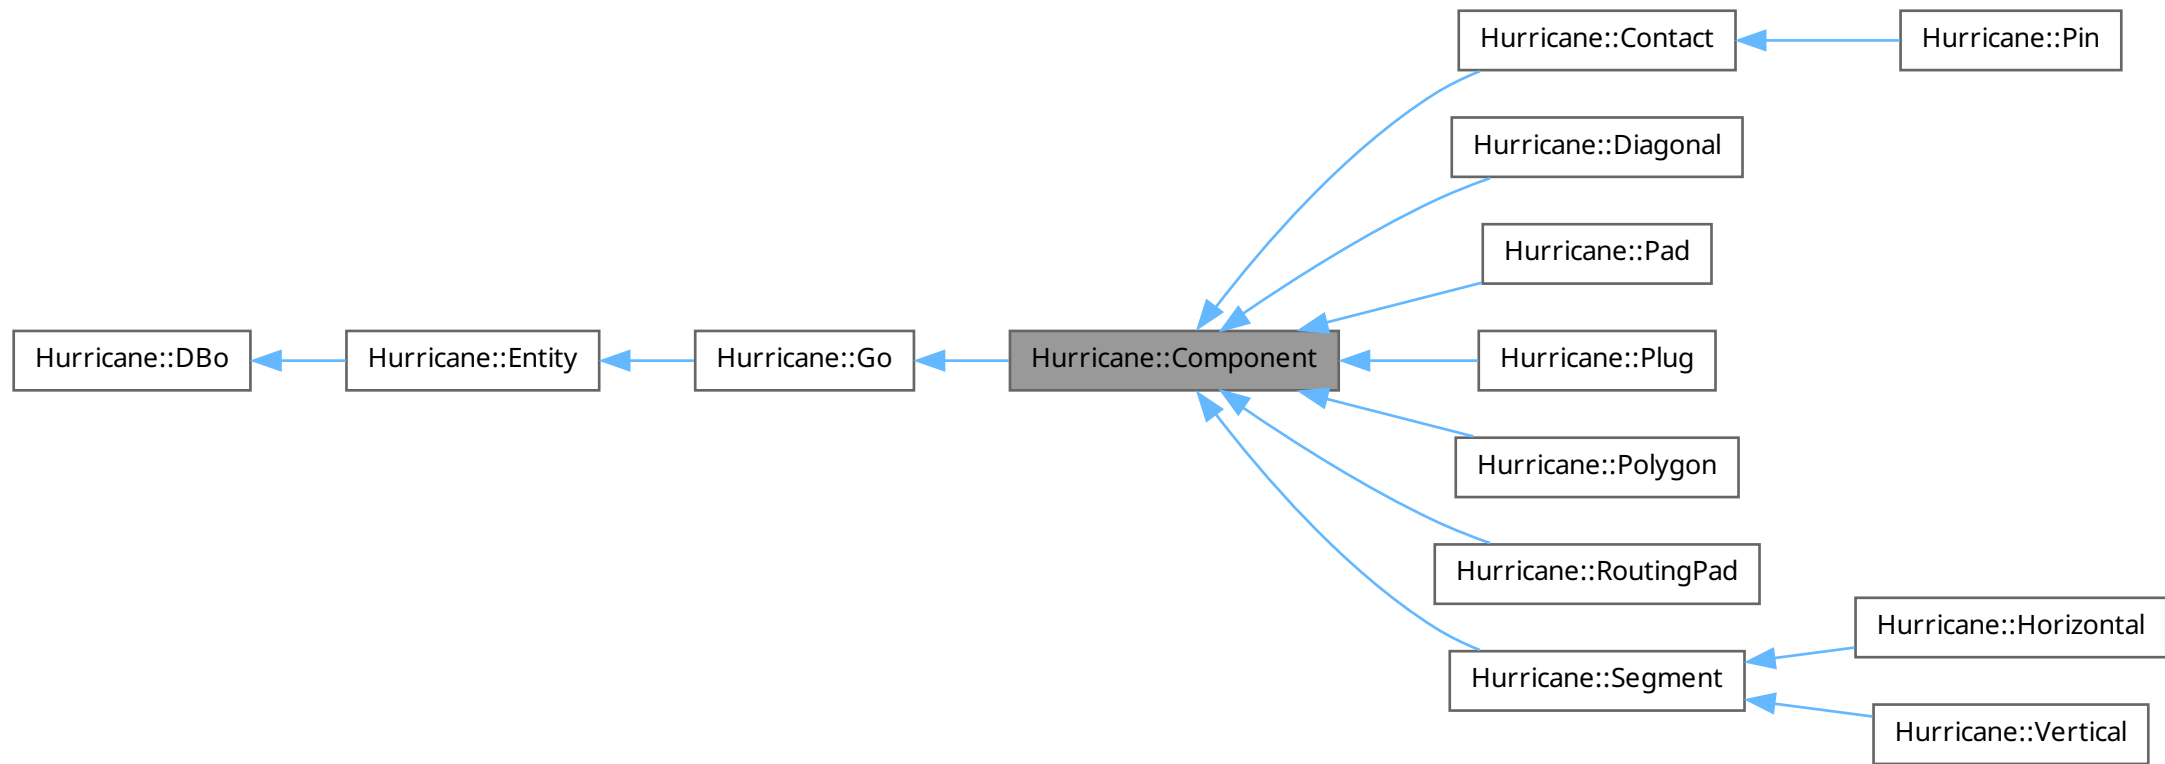 Hurricane::Contact
Hurricane::Pin
Hurricane::Diagonal
Hurricane::Pad
Hurricane::DBo
Hurricane::Entity
Hurricane::Go
Hurricane::Component
Hurricane::Plug
Hurricane::Polygon
Hurricane::RoutingPad
Hurricane::Horizontal
Hurricane::Segment
Hurricane::Vertical